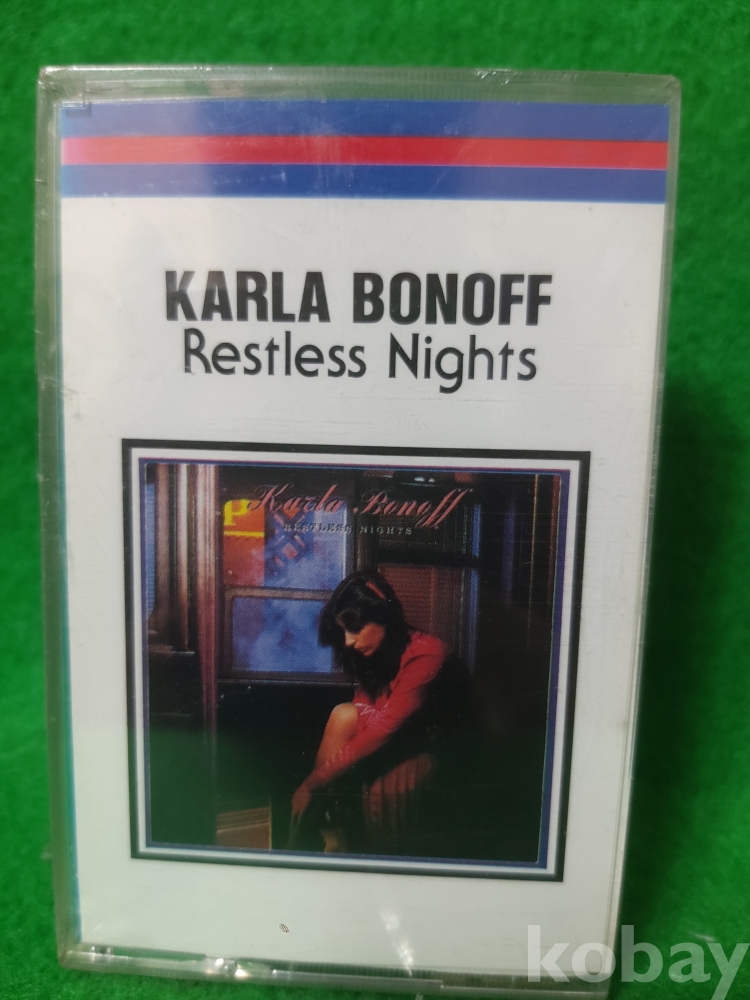 KARLA BONOFF
Restless Nights
Karla Bonoff
RESTLESS NIGHTS
kobay